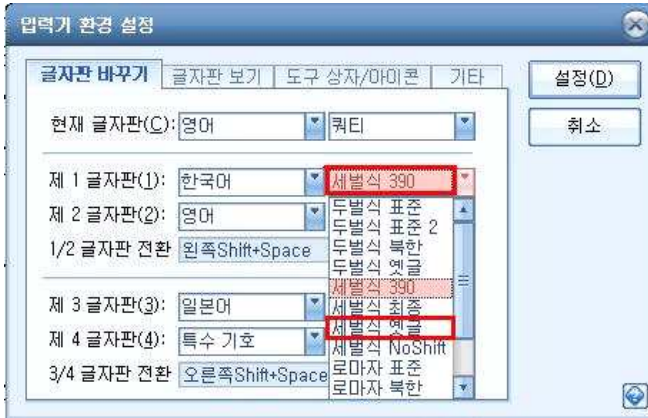 입력기 환경 설정
글자판 바꾸기 글자판 보기 도구 상자/아이콘 기타
설정(D)
취소
현재 글자판(C): 영어 쿼티
제 1 글자판(1): 한국어 세벌식 390
제 2 글자판(2): 영어
1/2 글자판 전환 왼쪽Shift+Space
제 3 글자판(3): 일본어
제 4 글자판(4): 특수 기호
3/4 글자판 전환 오른쪽Shift+Space
두벌식 표준
두벌식 표준 2
두벌식 북한
두벌식 옛글
세벌식 390
세벌식 최종
세벌식 옛글
세벌식 NoShift
로마자 표준
로마자 북한